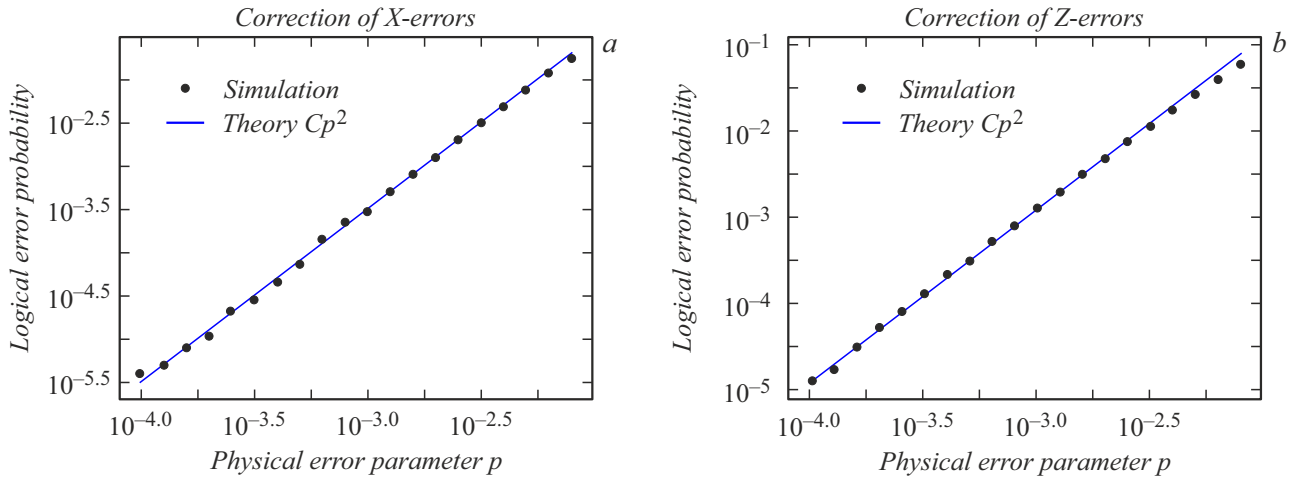 Correction of X-errors
a
Simulation
Theory Cp²
Logical error probability
10⁻²·⁵
10⁻³·⁵
10⁻⁴·⁵
10⁻⁵·⁵
10⁻⁴·⁰ 10⁻³·⁵ 10⁻³·⁰ 10⁻²·⁵
Physical error parameter p
Correction of Z-errors
b
Simulation
Theory Cp²
Logical error probability
10⁻¹
10⁻²
10⁻³
10⁻⁴
10⁻⁵
10⁻⁴·⁰ 10⁻³·⁵ 10⁻³·⁰ 10⁻²·⁵
Physical error parameter p